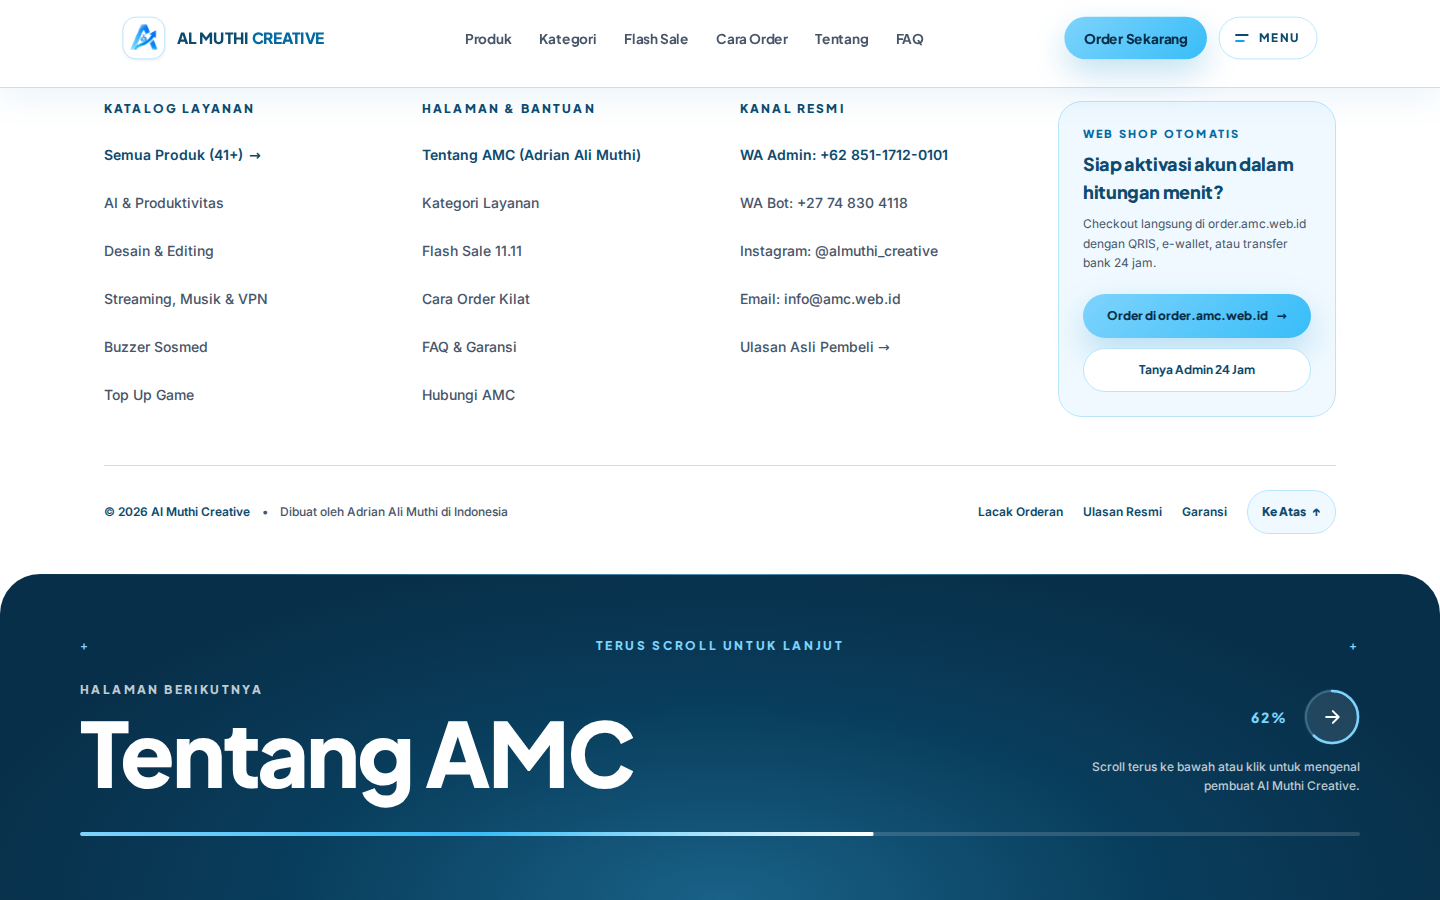 AL MUTHI CREATIVE
Produk
Kategori
Flash Sale
Cara Order
Tentang
FAQ
Order Sekarang
MENU
KATALOG LAYANAN
Semua Produk (41+) →
AI & Produktivitas
Desain & Editing
Streaming, Musik & VPN
Buzzer Sosmed
Top Up Game
HALAMAN & BANTUAN
Tentang AMC (Adrian Ali Muthi)
Kategori Layanan
Flash Sale 11.11
Cara Order Kilat
FAQ & Garansi
Hubungi AMC
KANAL RESMI
WA Admin: +62 851-1712-0101
WA Bot: +27 74 830 4118
Instagram: @almuthi_creative
Email: info@amc.web.id
Ulasan Asli Pembeli →
WEB SHOP OTOMATIS
Siap aktivasi akun dalam
hitungan menit?
Checkout langsung di order.amc.web.id
dengan QRIS, e-wallet, atau transfer
bank 24 jam.
Order di order.amc.web.id →
Tanya Admin 24 Jam
© 2026 Al Muthi Creative • Dibuat oleh Adrian Ali Muthi di Indonesia
Lacak Orderan
Ulasan Resmi
Garansi
Ke Atas ↑
+ TERUS SCROLL UNTUK LANJUT +
HALAMAN BERIKUTNYA
Tentang AMC
62% →
Scroll terus ke bawah atau klik untuk mengenal
pembuat Al Muthi Creative.